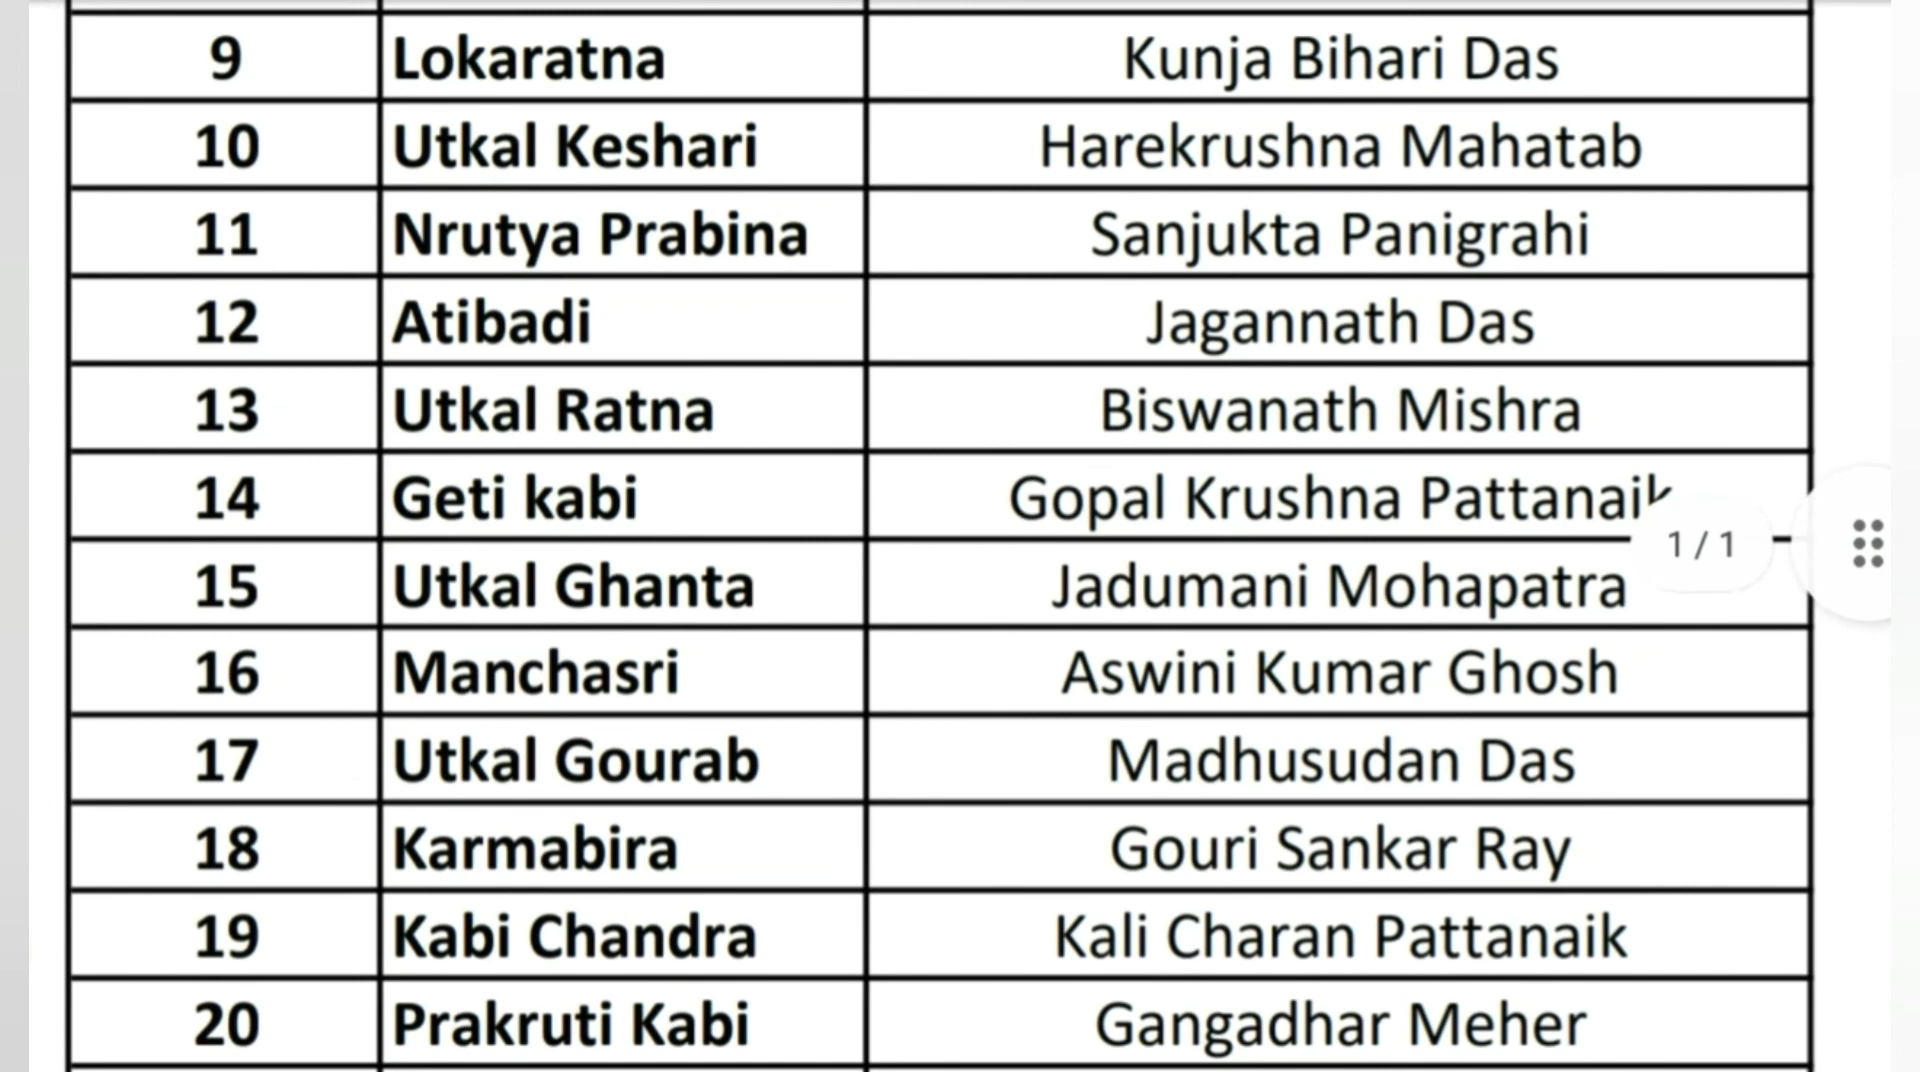 9 Lokaratna Kunja Bihari Das
10 Utkal Keshari Harekrushna Mahatab
11 Nrutya Prabina Sanjukta Panigrahi
12 Atibadi Jagannath Das
13 Utkal Ratna Biswanath Mishra
14 Geti kabi Gopal Krushna Pattanaik
1 / 1
15 Utkal Ghanta Jadumani Mohapatra
16 Manchasri Aswini Kumar Ghosh
17 Utkal Gourab Madhusudan Das
18 Karmabira Gouri Sankar Ray
19 Kabi Chandra Kali Charan Pattanaik
20 Prakruti Kabi Gangadhar Meher